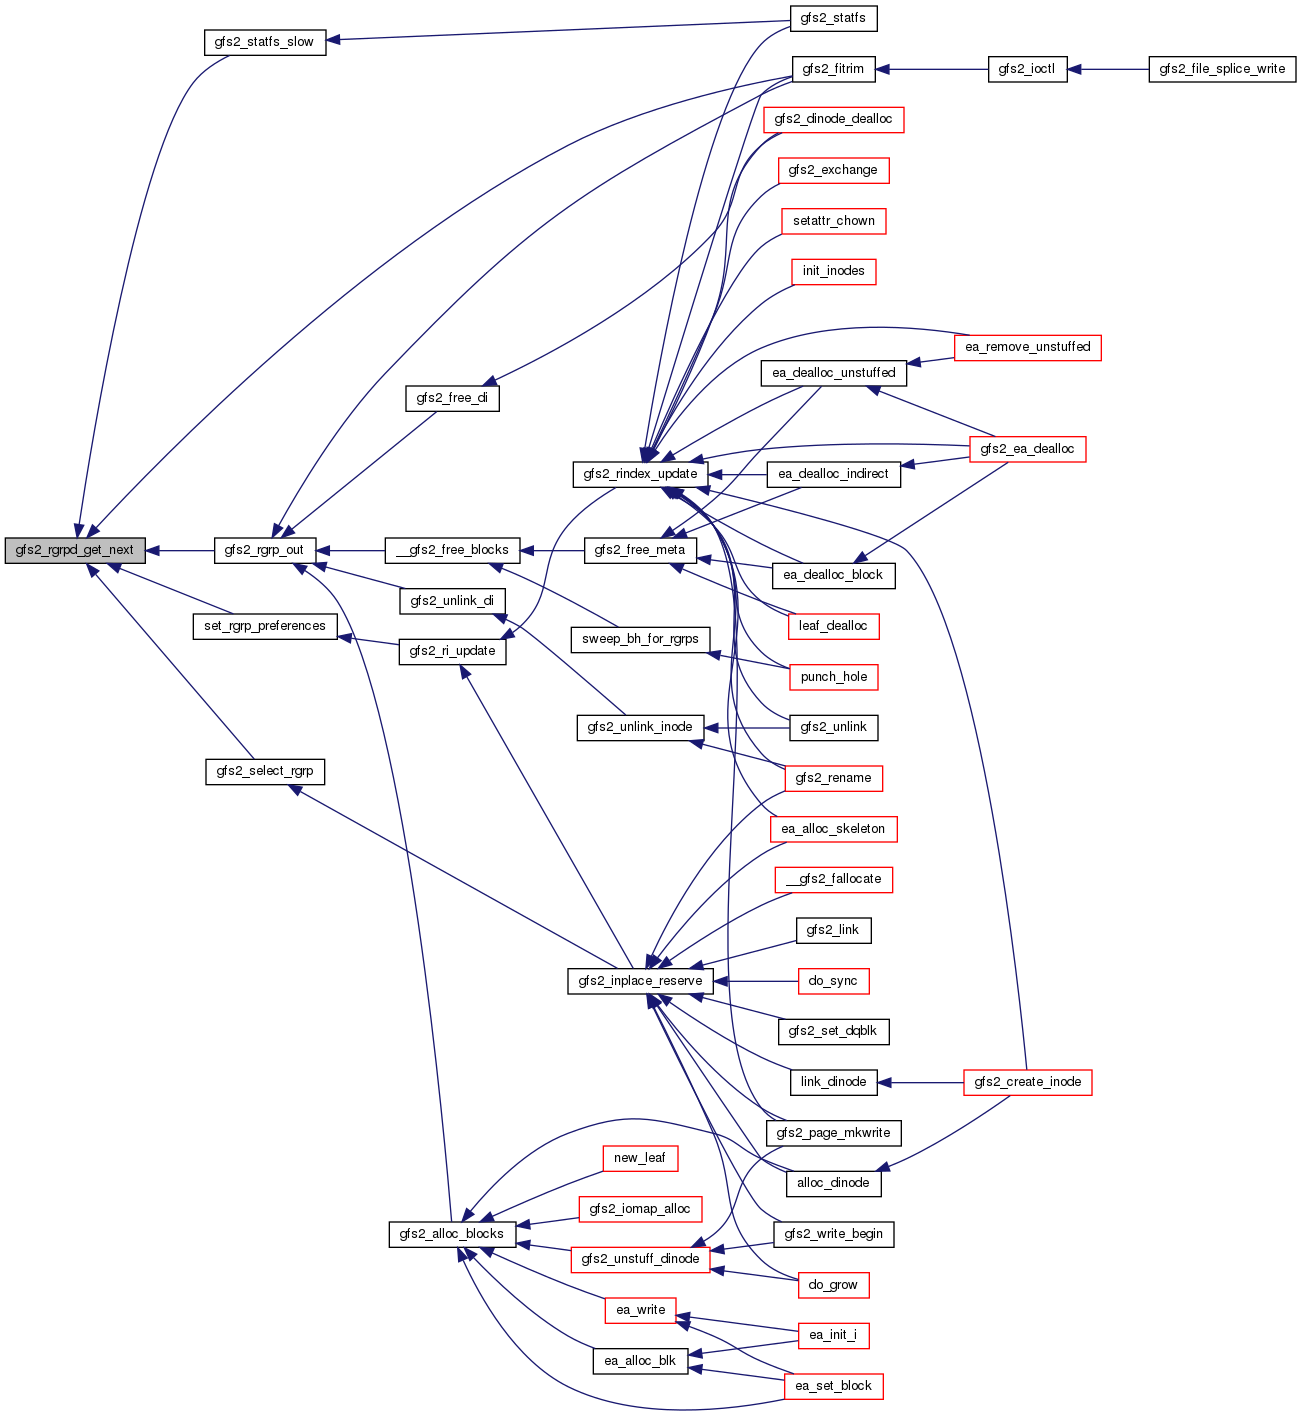 gfs2_statfs
gfs2_statfs_slow
gfs2_fitrim
gfs2_ioctl
gfs2_file_splice_write
gfs2_dinode_dealloc
gfs2_exchange
setattr_chown
init_inodes
ea_remove_unstuffed
ea_dealloc_unstuffed
gfs2_free_di
gfs2_ea_dealloc
gfs2_rindex_update
ea_dealloc_indirect
gfs2_rgrpd_get_next
gfs2_rgrp_out
__gfs2_free_blocks
gfs2_free_meta
ea_dealloc_block
gfs2_unlink_di
set_rgrp_preferences
leaf_dealloc
sweep_bh_for_rgrps
gfs2_ri_update
punch_hole
gfs2_unlink_inode
gfs2_unlink
gfs2_select_rgrp
gfs2_rename
ea_alloc_skeleton
__gfs2_fallocate
gfs2_link
gfs2_inplace_reserve
do_sync
gfs2_set_dqblk
link_dinode
gfs2_create_inode
gfs2_page_mkwrite
new_leaf
alloc_dinode
gfs2_iomap_alloc
gfs2_alloc_blocks
gfs2_write_begin
gfs2_unstuff_dinode
do_grow
ea_write
ea_init_i
ea_alloc_blk
ea_set_block